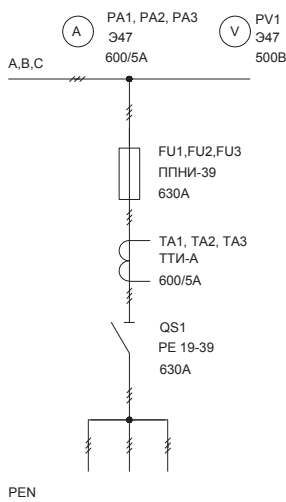 PA1, PA2, PA3
Э47
600/5A
A
V
PV1
Э47
500В
A,B,C
FU1,FU2,FU3
ППНИ-39
630А
TA1, TA2, TA3
ТТИ-А
600/5А
QS1
РЕ 19-39
630А
PEN